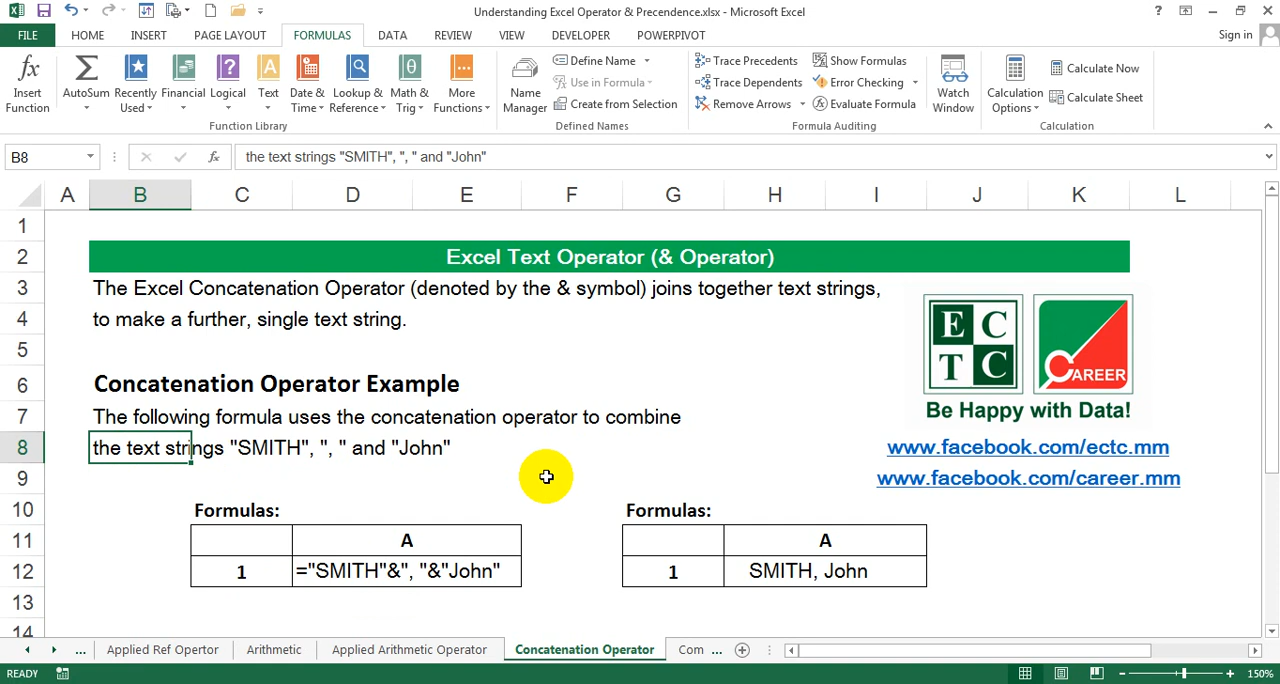 Understanding Excel Operator & Precendence.xlsx - Microsoft Excel
Sign in
FILE HOME INSERT PAGE LAYOUT FORMULAS DATA REVIEW VIEW DEVELOPER POWERPIVOT
fx Insert Function
Σ AutoSum
Recently Used
Financial
Logical
Text
Date & Time
Lookup & Reference
Math & Trig
More Functions
Function Library
Name Manager
Define Name
Use in Formula
Create from Selection
Defined Names
Trace Precedents
Trace Dependents
Remove Arrows
Show Formulas
Error Checking
Evaluate Formula
Formula Auditing
Watch Window
Calculation Options
Calculate Now
Calculate Sheet
Calculation
B8 fx the text strings "SMITH", ", " and "John"
A B C D E F G H I J K L
1
2 Excel Text Operator (& Operator)
3 The Excel Concatenation Operator (denoted by the & symbol) joins together text strings,
4 to make a further, single text string.
5
E C T C CAREER
6 Concatenation Operator Example
Be Happy with Data!
7 The following formula uses the concatenation operator to combine
8 the text strings "SMITH", ", " and "John" www.facebook.com/ectc.mm
9 www.facebook.com/career.mm
10 Formulas: Formulas:
11 A A
12 1 ="SMITH"&", "&"John" 1 SMITH, John
13
14
... Applied Ref Opertor Arithmetic Applied Arithmetic Operator Concatenation Operator Com ...
READY 150%